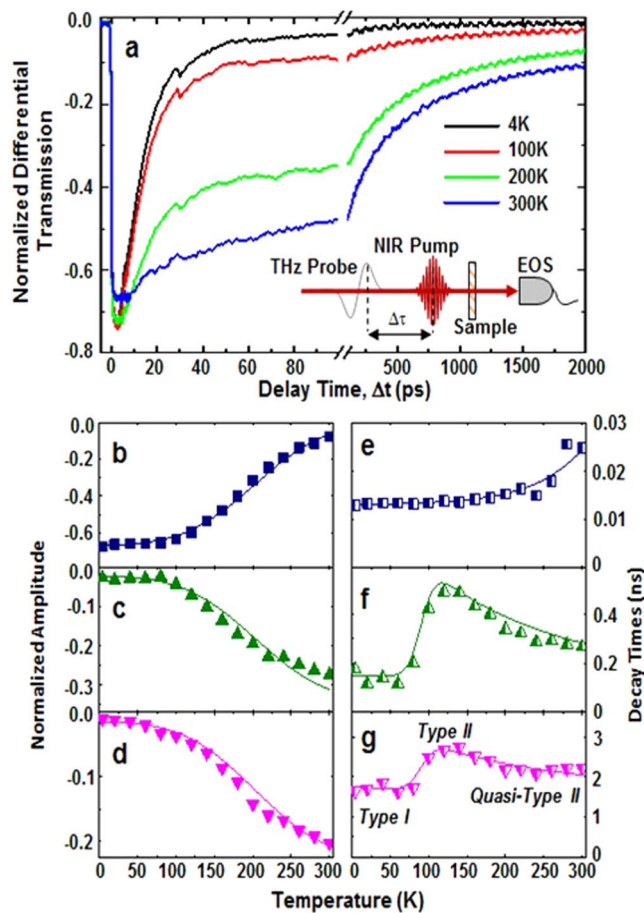 a
Normalized Differential
Transmission
0.0
-0.2
-0.4
-0.6
-0.8
4K
100K
200K
300K
THz Probe
NIR Pump
EOS
Δτ
Sample
0 20 40 60 80 500 1000 1500 2000
Delay Time, Δt (ps)
b
0.0
-0.2
-0.4
-0.6
e
0.03
0.02
0.01
0
c
0.0
-0.1
-0.2
-0.3
f
0.4
0.2
0
d
0.0
-0.1
-0.2
g
Type I
Type II
Quasi-Type II
3
2
1
0
Normalized Amplitude
Decay Times (ns)
0 50 100 150 200 250 300
0 50 100 150 200 250 300
Temperature (K)